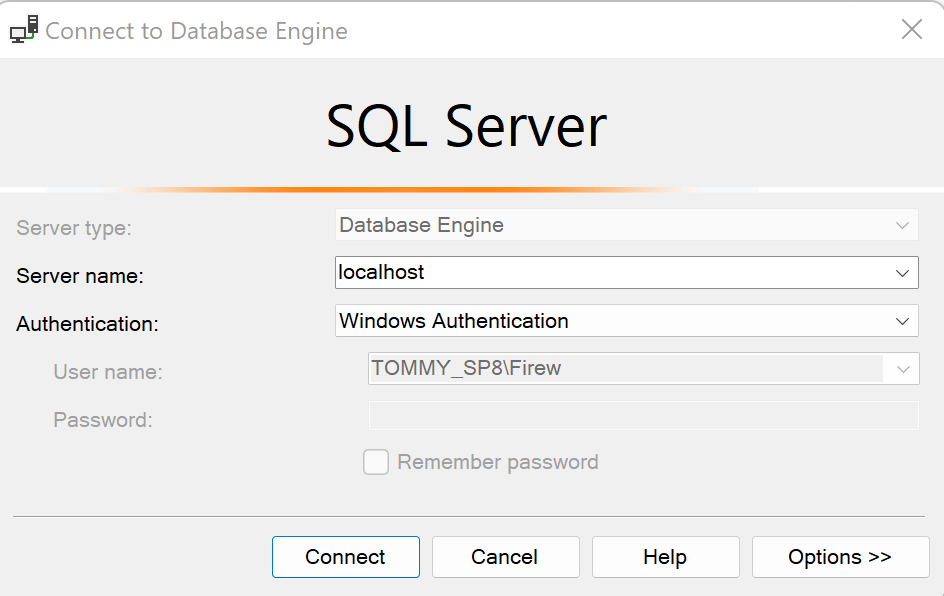 Connect to Database Engine
SQL Server
Server type: Database Engine
Server name: localhost
Authentication: Windows Authentication
User name: TOMMY_SP8\Firew
Password:
Remember password
Connect Cancel Help Options >>